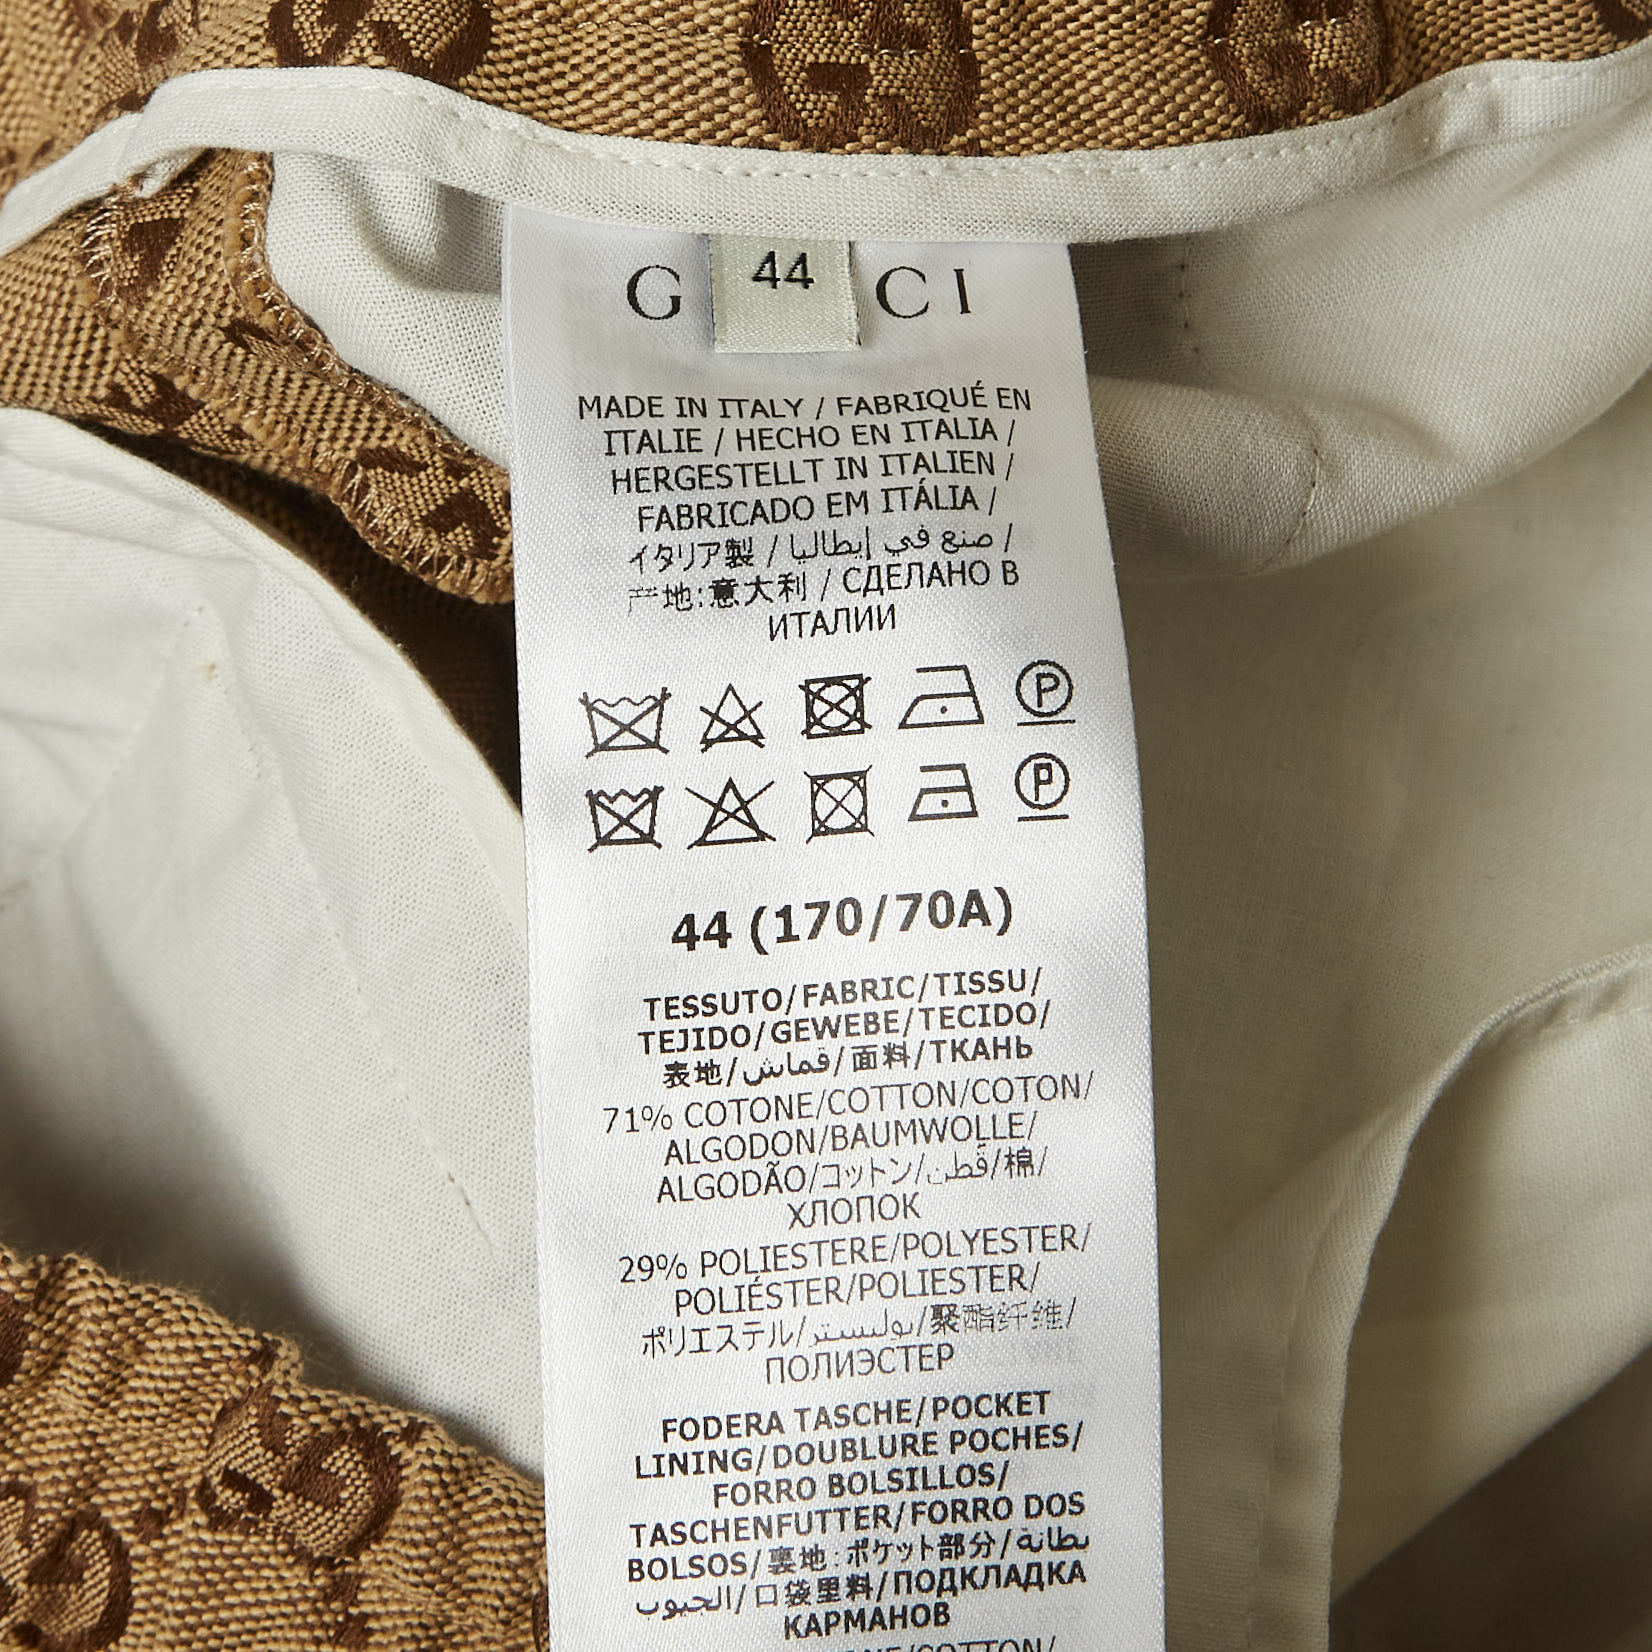 G 44 CI
MADE IN ITALY / FABRIQUÉ EN
ITALIE / HECHO EN ITALIA /
HERGESTELLT IN ITALIEN /
FABRICADO EM ITÁLIA /
イタリア製 / صنع في إيطاليا /
产地:意大利 / СДЕЛАНО В
ИТАЛИИ
P
P
44 (170/70A)
TESSUTO/FABRIC/TISSU/
TEJIDO/GEWEBE/TECIDO/
表地/قماش/面料/ТКАНЬ
71% COTONE/COTTON/COTON/
ALGODON/BAUMWOLLE/
ALGODÃO/コットン/قطن/棉/
ХЛОПОК
29% POLIESTERE/POLYESTER/
POLIÉSTER/POLIESTER/
ポリエステル/بوليستر/聚酯纤维/
ПОЛИЭСТЕР
FODERA TASCHE/POCKET
LINING/DOUBLURE POCHES/
FORRO BOLSILLOS/
TASCHENFUTTER/FORRO DOS
BOLSOS/裏地:ポケット部分/بطانة
الجيوب/口袋里料/ПОДКЛАДКА
КАРМАНОВ
COTTON/